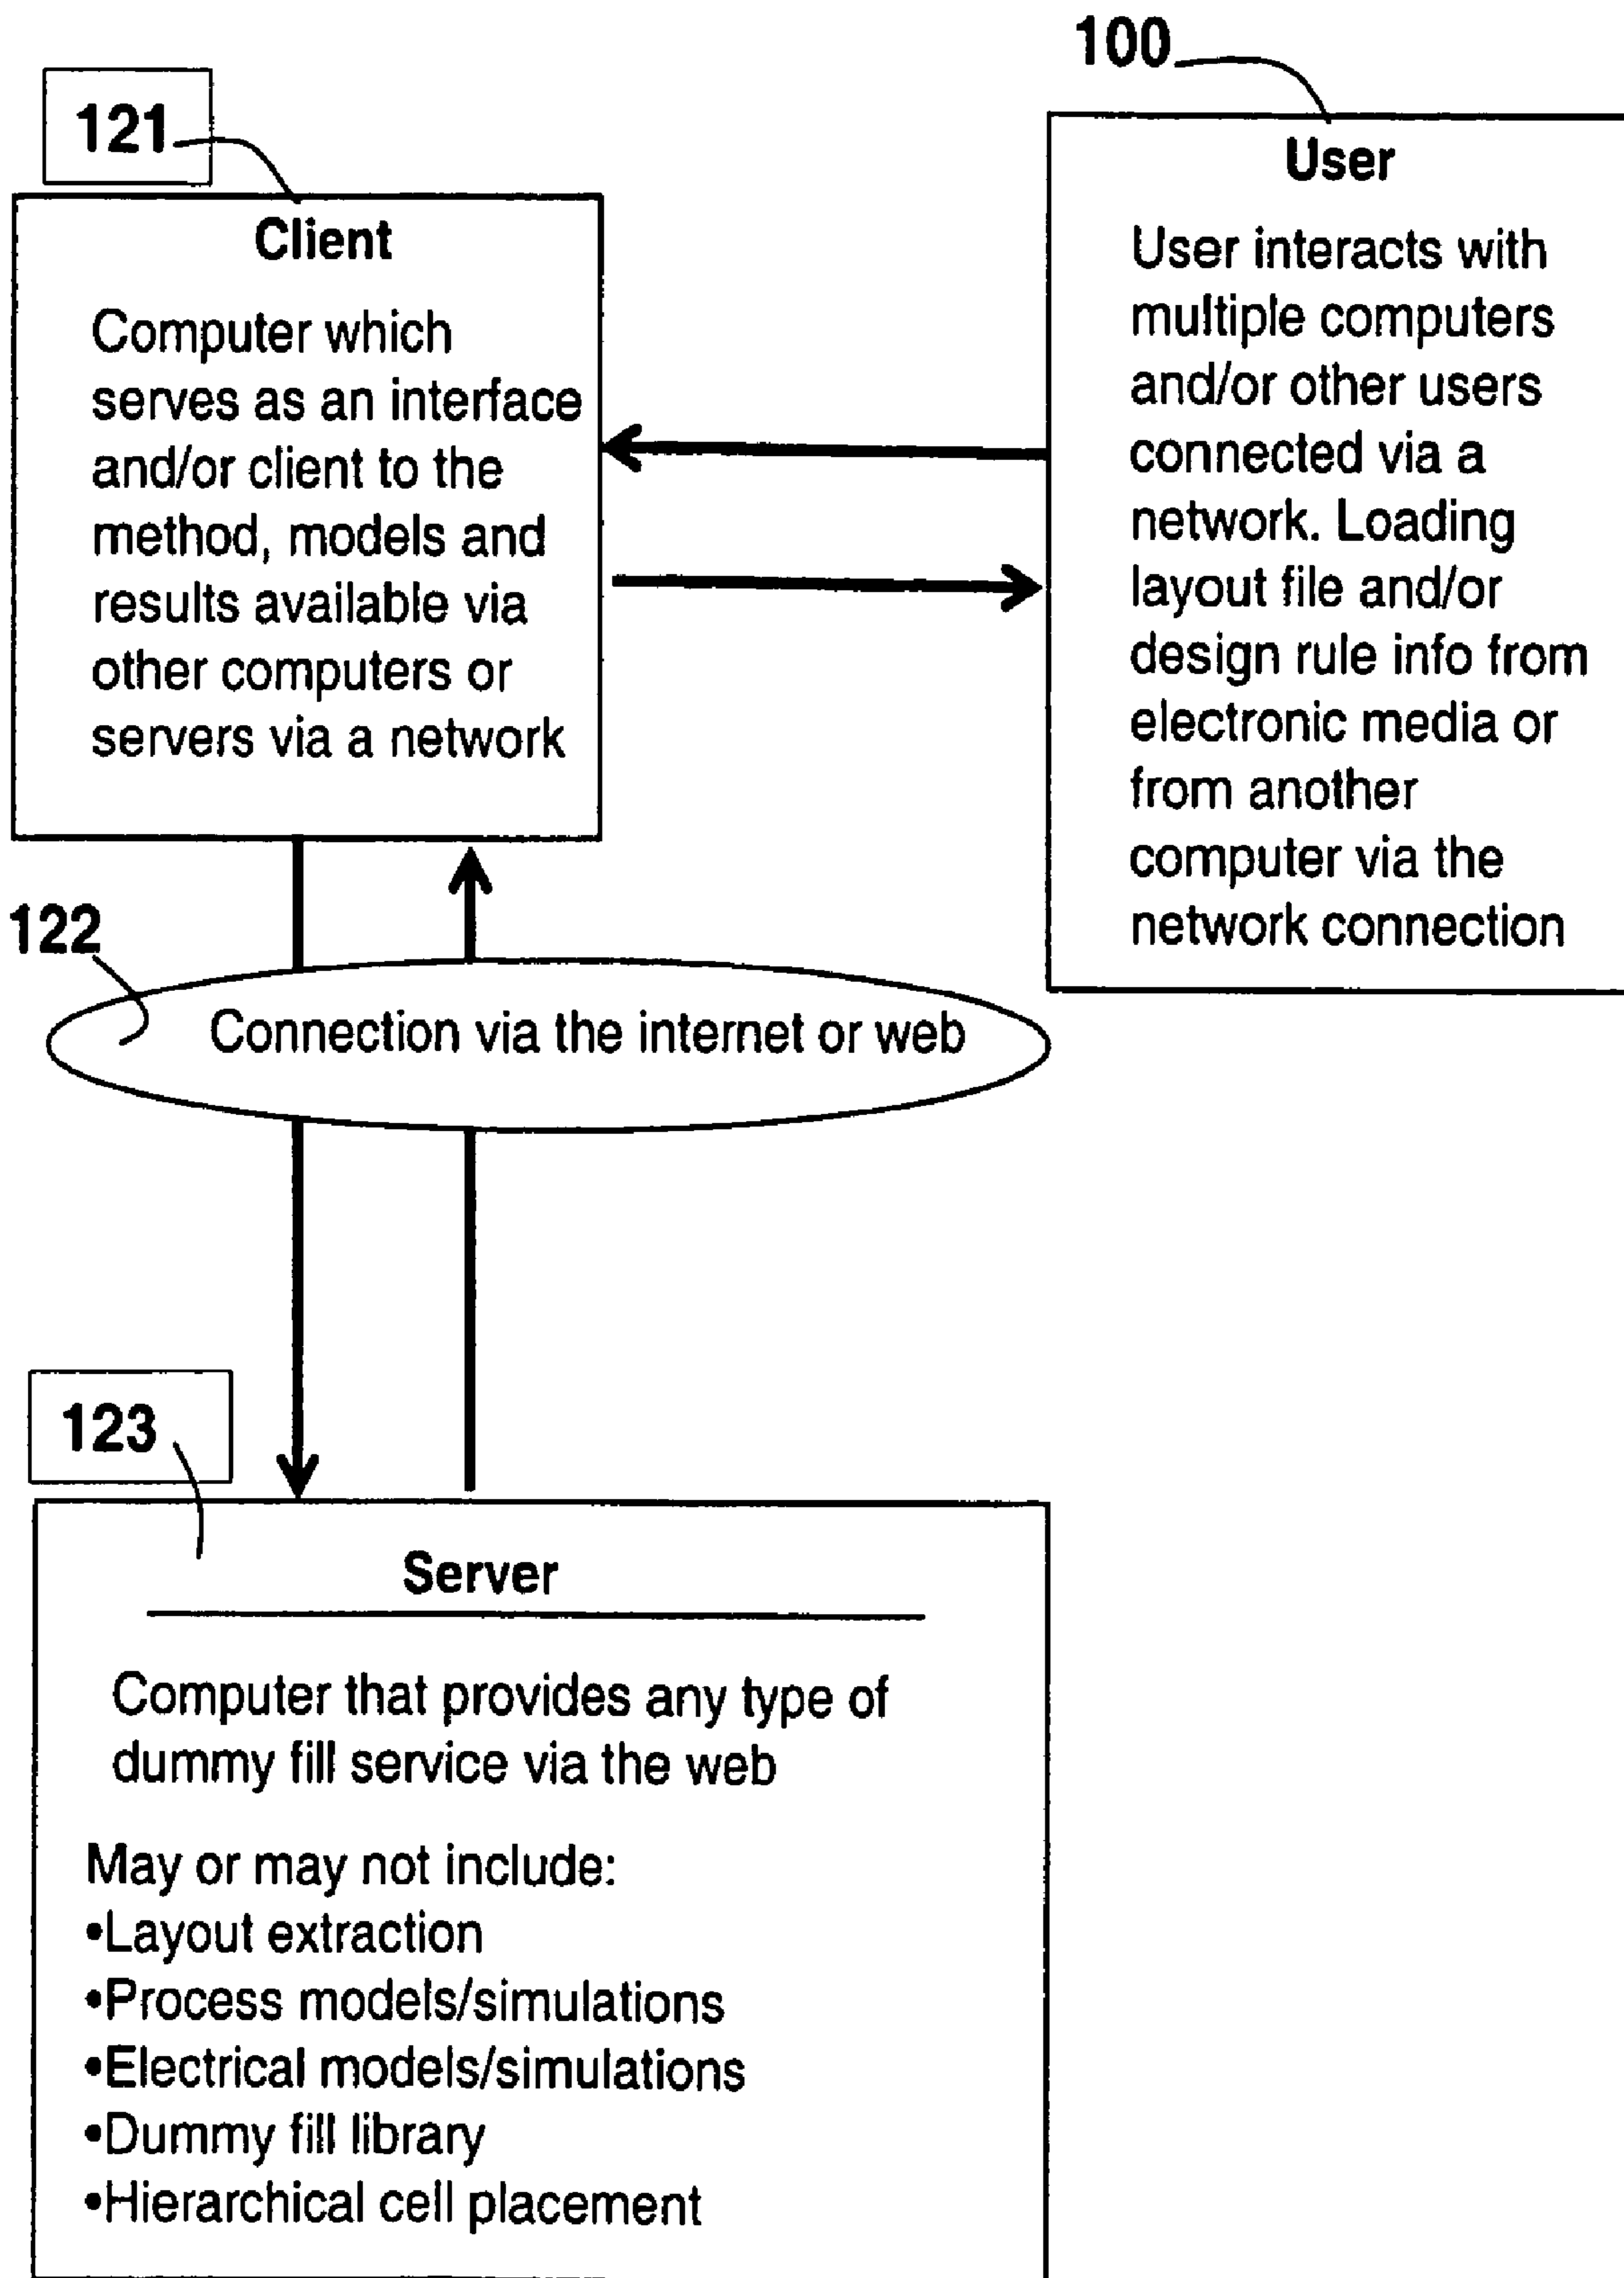 100
User
User interacts with
multiple computers
and/or other users
connected via a
network. Loading
layout file and/or
design rule info from
electronic media or
from another
computer via the
network connection
121
Client
Computer which
serves as an interface
and/or client to the
method, models and
results available via
other computers or
servers via a network
122
Connection via the internet or web
123
Server
Computer that provides any type of
dummy fill service via the web
May or may not include:
•Layout extraction
•Process models/simulations
•Electrical models/simulations
•Dummy fill library
•Hierarchical cell placement